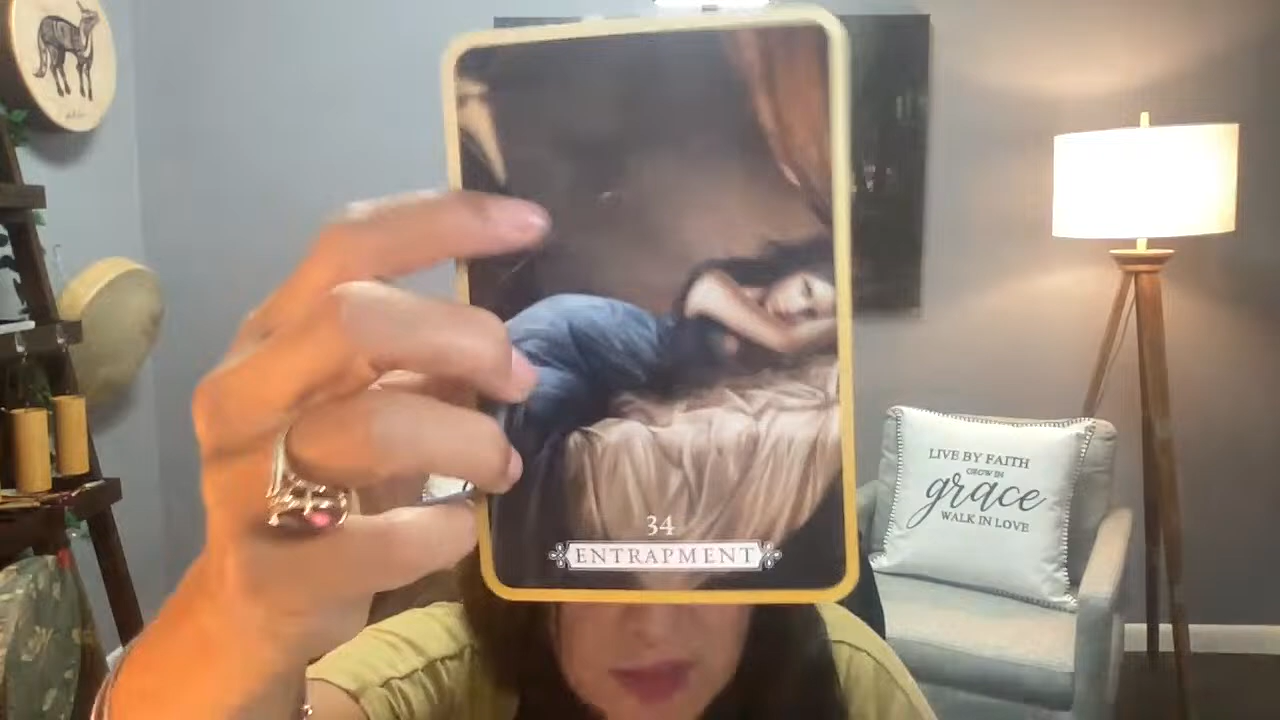 34
ENTRAPMENT
LIVE BY FAITH
GROW IN
grace
WALK IN LOVE